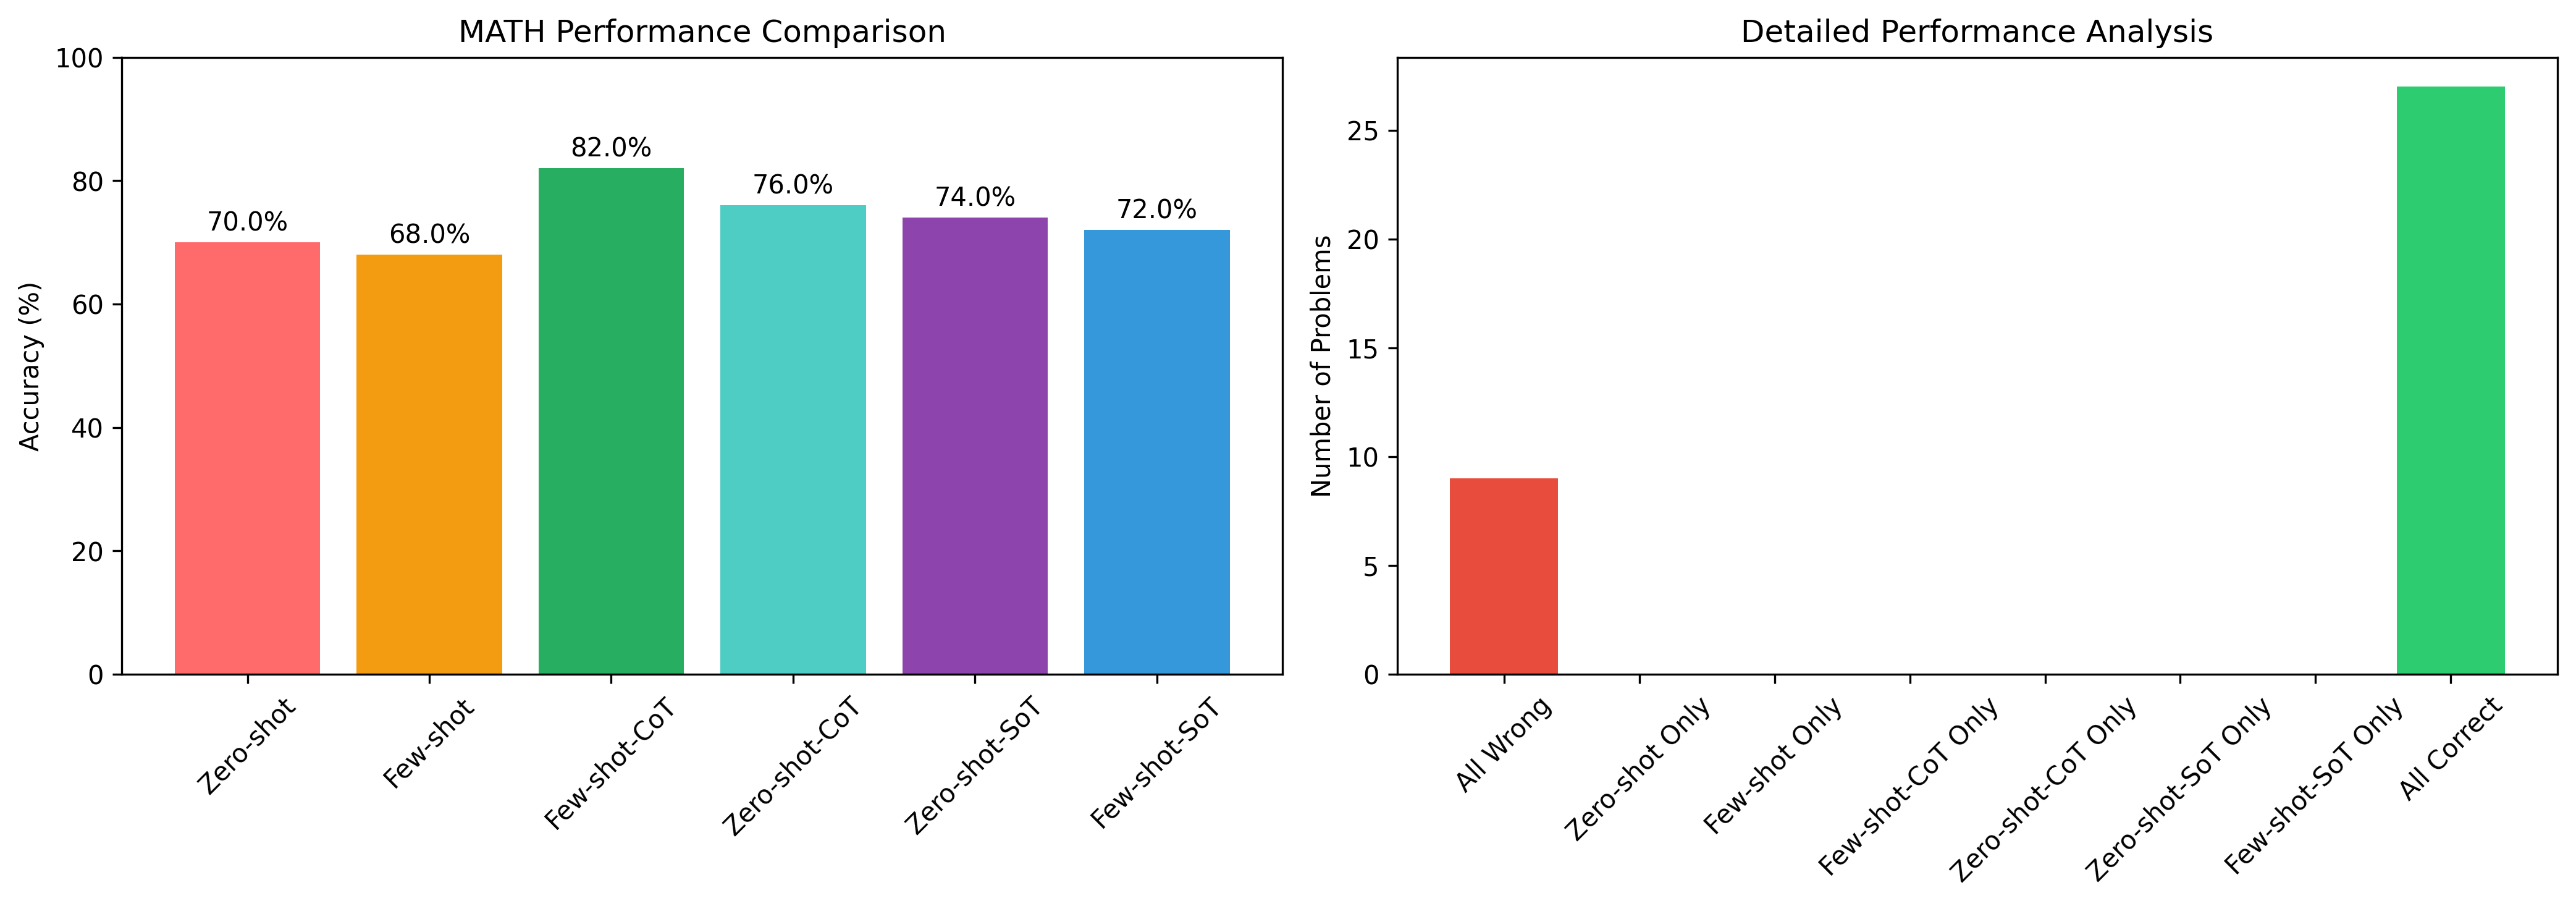 MATH Performance Comparison
Accuracy (%)
100
80
60
40
20
0
70.0%
68.0%
82.0%
76.0%
74.0%
72.0%
Zero-shot
Few-shot
Few-shot-CoT
Zero-shot-CoT
Zero-shot-SoT
Few-shot-SoT
Detailed Performance Analysis
Number of Problems
25
20
15
10
5
0
All Wrong
Zero-shot Only
Few-shot Only
Few-shot-CoT Only
Zero-shot-CoT Only
Zero-shot-SoT Only
Few-shot-SoT Only
All Correct